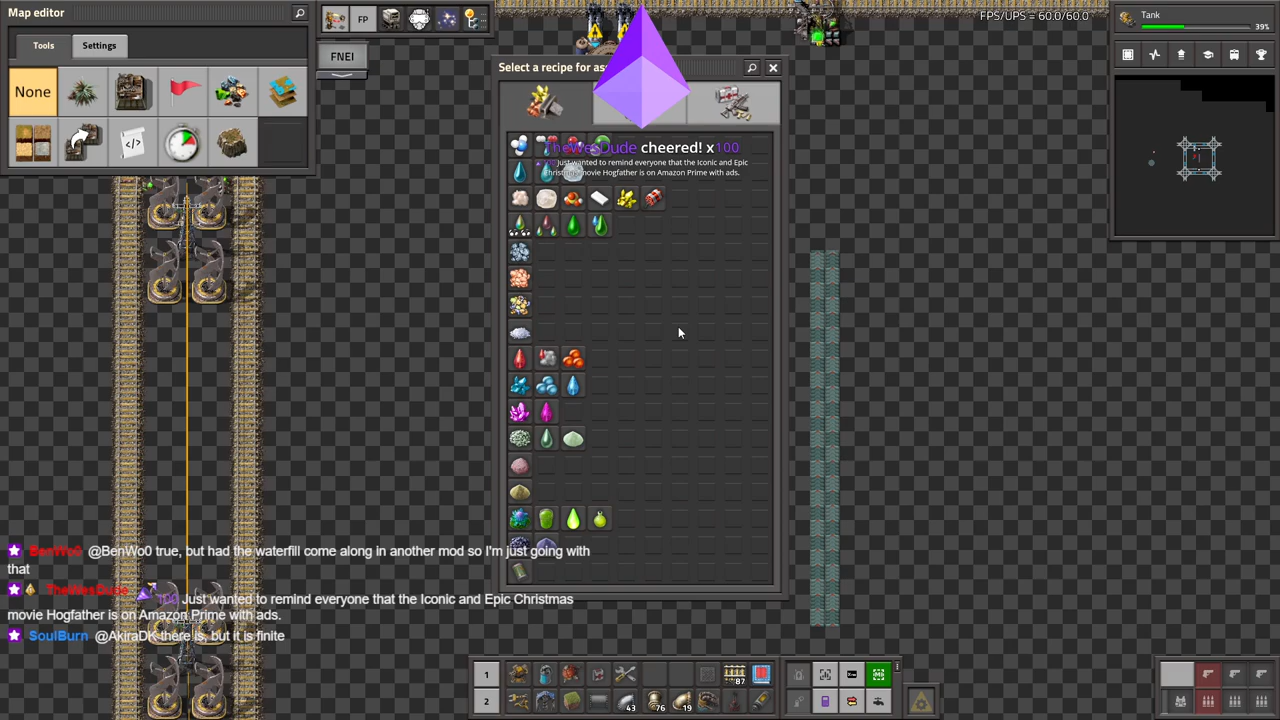 Map editor
FP
FPS/UPS = 60.0/60.0
Tank
39%
Tools
Settings
FNEI
Select a recipe for as
None
TheWesDude cheered! x100
100 Just wanted to remind everyone that the Iconic and Epic
Christmas movie Hogfather is on Amazon Prime with ads.
BenWo0 @BenWo0 true, but had the waterfill come along in another mod so I'm just going with
that
TheWesDude 100 Just wanted to remind everyone that the Iconic and Epic Christmas
movie Hogfather is on Amazon Prime with ads.
SoulBurn @AkiraDK there is, but it is finite
1
87
2
43
76
19